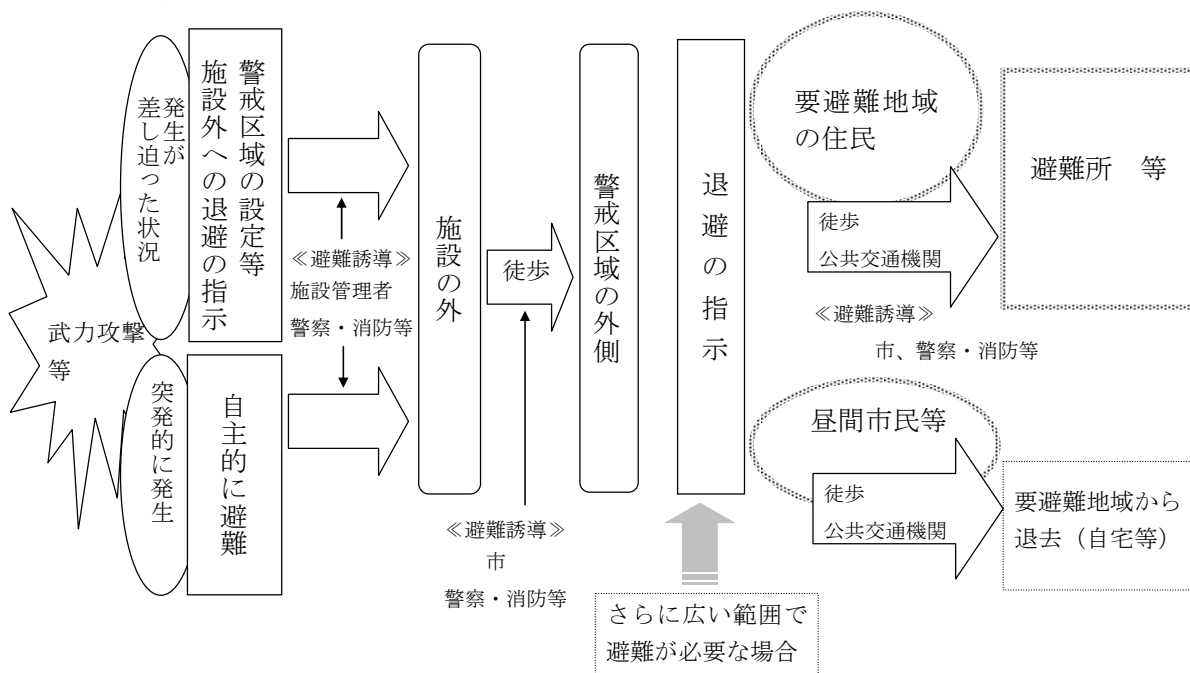 武力攻撃
等
発生が
差し迫った状況
警戒区域の設定等
施設外への退避の指示
突発的に発生
自主的に避難
≪避難誘導≫
施設管理者
警察・消防等
施設の外
徒歩
≪避難誘導≫
市
警察・消防等
警戒区域の外側
退避の指示
さらに広い範囲で
避難が必要な場合
要避難地域
の住民
徒歩
公共交通機関
≪避難誘導≫
市、警察・消防等
避難所　等
昼間市民等
徒歩
公共交通機関
要避難地域から
退去（自宅等）